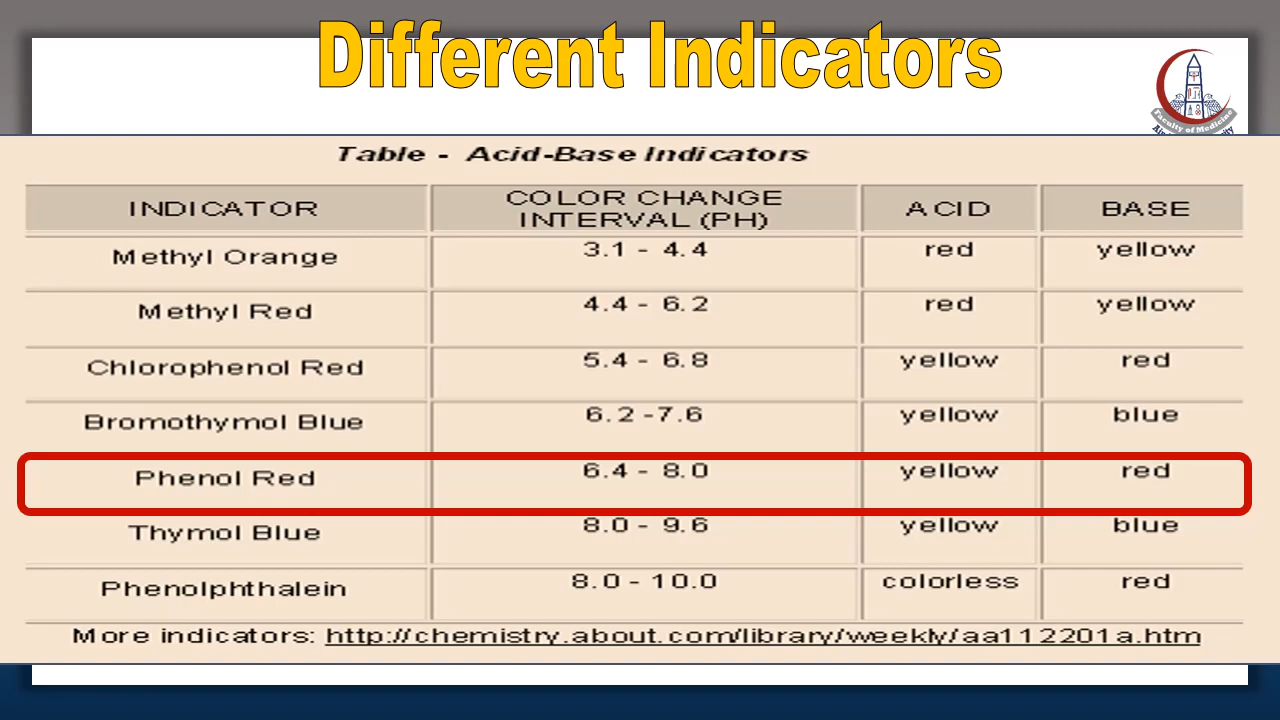 Different Indicators
Faculty of Medicine
Table - Acid-Base Indicators
INDICATOR
COLOR CHANGE
INTERVAL (PH)
ACID
BASE
Methyl Orange
3.1 - 4.4
red
yellow
Methyl Red
4.4 - 6.2
red
yellow
Chlorophenol Red
5.4 - 6.8
yellow
red
Bromothymol Blue
6.2 -7.6
yellow
blue
Phenol Red
6.4 - 8.0
yellow
red
Thymol Blue
8.0 - 9.6
yellow
blue
Phenolphthalein
8.0 - 10.0
colorless
red
More indicators: http://chemistry.about.com/library/weekly/aa112201a.htm